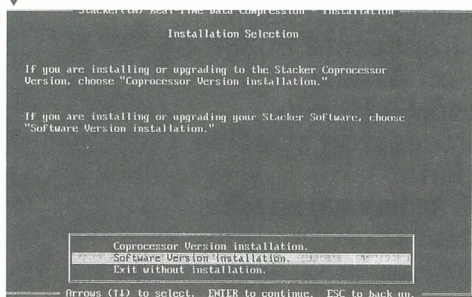 Stacker(tm) Real-Time Data Compression - Installation
Installation Selection
If you are installing or upgrading to the Stacker Coprocessor
Version, choose "Coprocessor Version installation."
If you are installing or upgrading your Stacker Software, choose
"Software Version installation."
Coprocessor Version installation.
Software Version installation.
Exit without installation.
Arrows (↑↓) to select, ENTER to continue, ESC to back up.